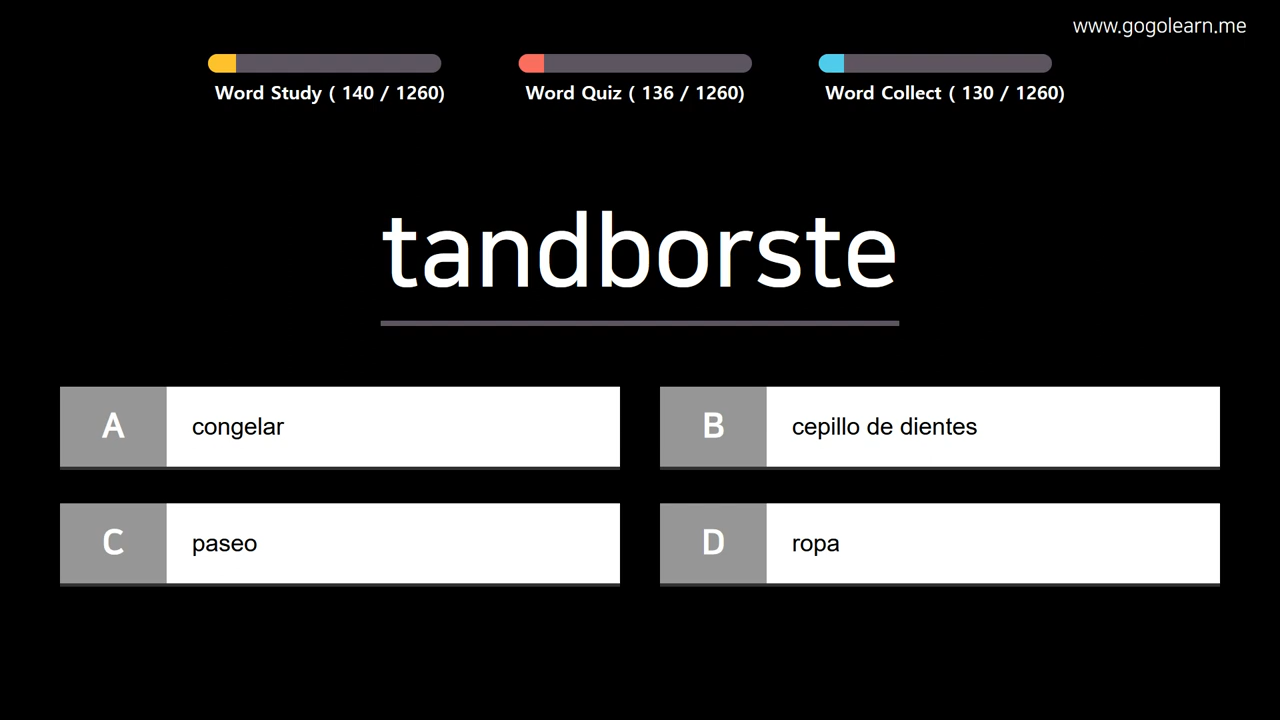 www.gogolearn.me
Word Study ( 140 / 1260)
Word Quiz ( 136 / 1260)
Word Collect ( 130 / 1260)
tandborste
A
congelar
B
cepillo de dientes
C
paseo
D
ropa